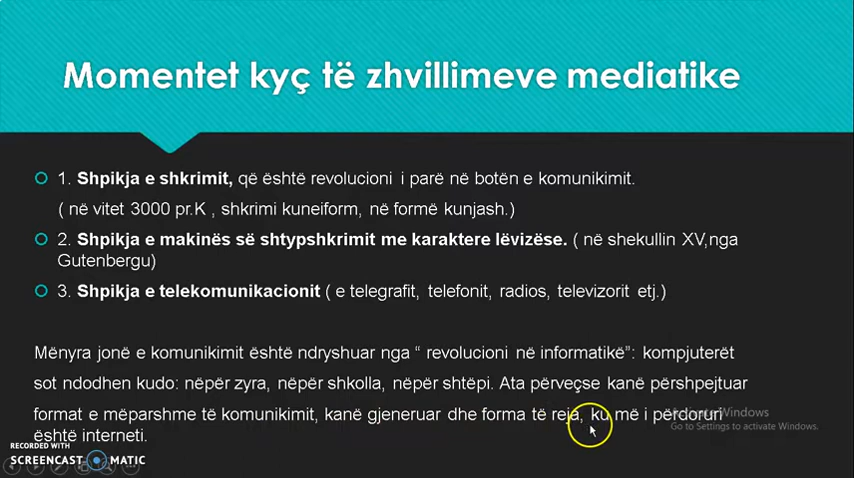 Momentet kyç të zhvillimeve mediatike
1. Shpikja e shkrimit, që është revolucioni i parë në botën e komunikimit.
( në vitet 3000 pr.K , shkrimi kuneiform, në formë kunjash.)
2. Shpikja e makinës së shtypshkrimit me karaktere lëvizëse. ( në shekullin XV,nga
Gutenbergu)
3. Shpikja e telekomunikacionit ( e telegrafit, telefonit, radios, televizorit etj.)
Mënyra jonë e komunikimit është ndryshuar nga “ revolucioni në informatikë”: kompjuterët
sot ndodhen kudo: nëpër zyra, nëpër shkolla, nëpër shtëpi. Ata përveçse kanë përshpejtuar
format e mëparshme të komunikimit, kanë gjeneruar dhe forma të reja, ku më i përdoruri
është interneti.
Activate Windows
Go to Settings to activate Windows.
RECORDED WITH
SCREENCAST MATIC